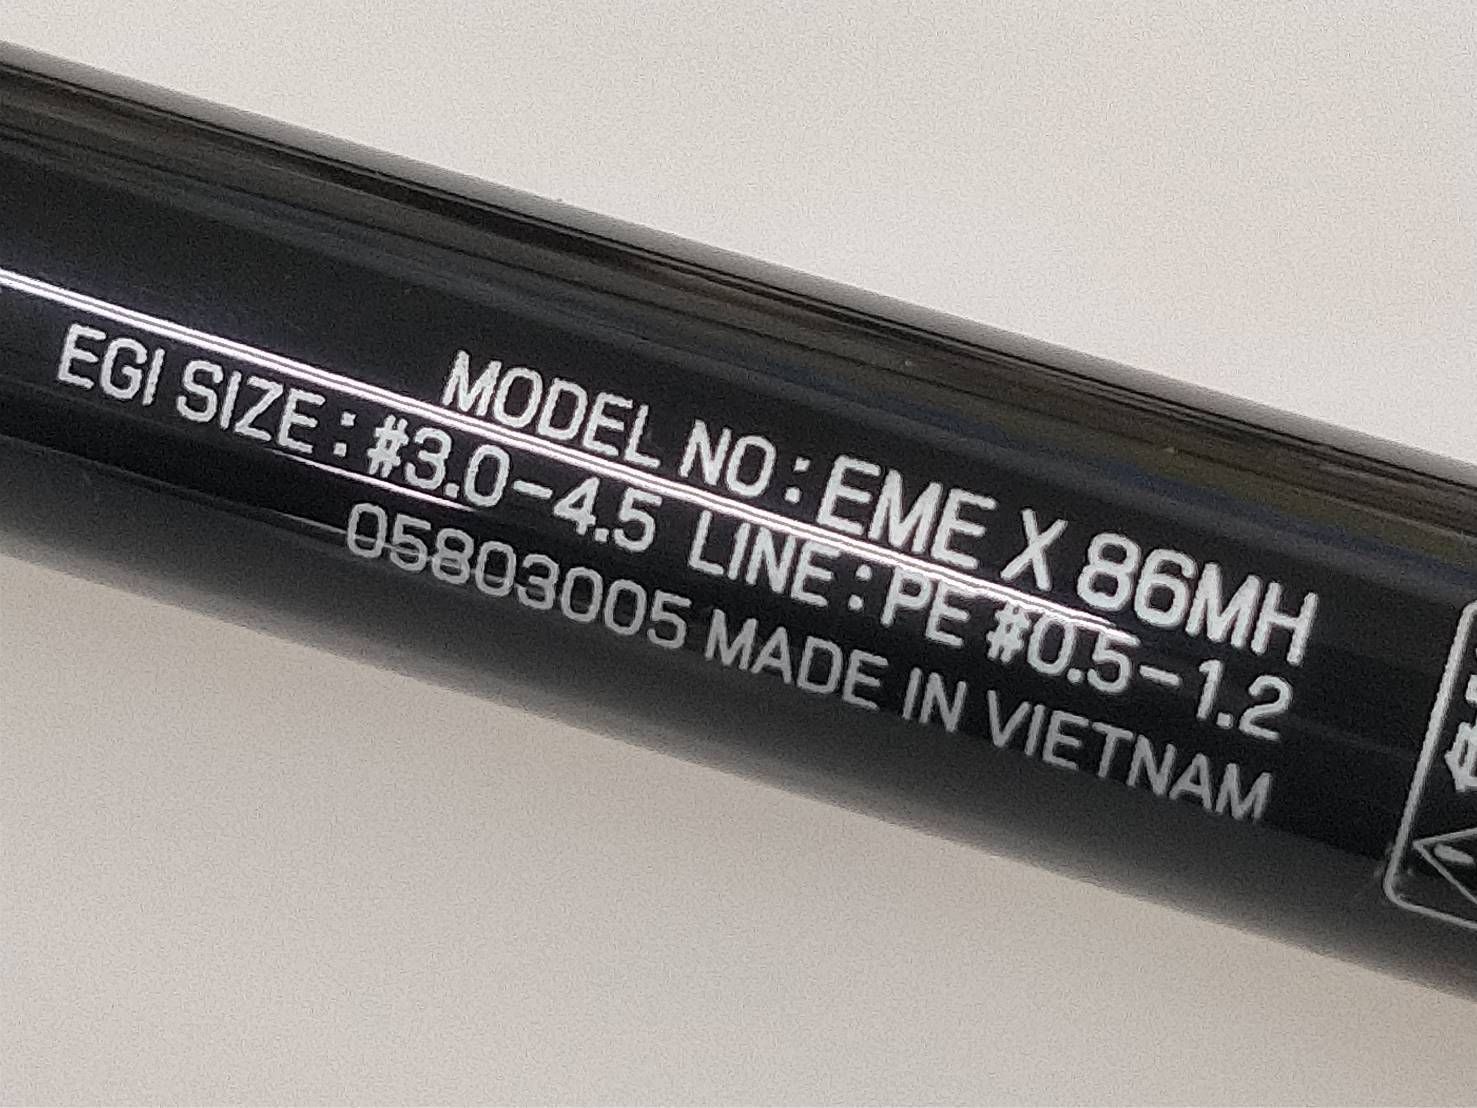 MODEL NO : EME X 86MH
EGI SIZE : #3.0-4.5 LINE : PE #0.5-1.2
05803005 MADE IN VIETNAM